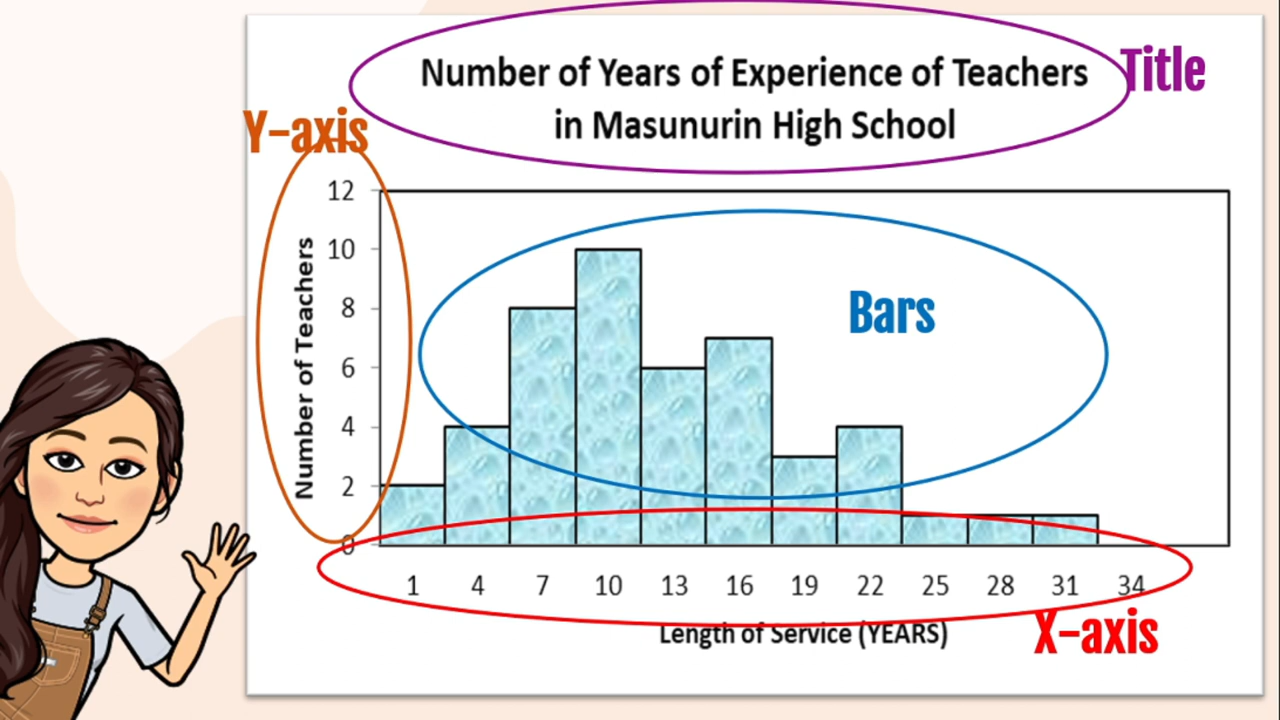 Number of Years of Experience of Teachers
in Masunurin High School
Title
Y-axis
12
10
8
6
4
2
0
Number of Teachers
Bars
1 4 7 10 13 16 19 22 25 28 31 34
Length of Service (YEARS)
X-axis